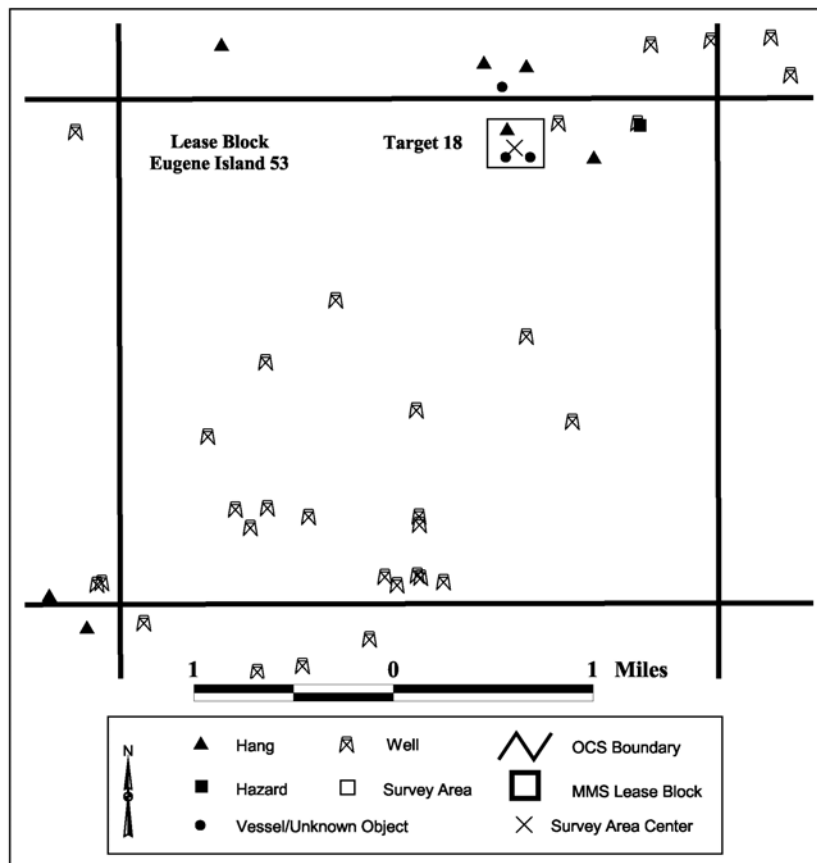 Lease Block
Eugene Island 53
Target 18
1 0 1 Miles
N
Hang
Well
OCS Boundary
Hazard
Survey Area
MMS Lease Block
Vessel/Unknown Object
Survey Area Center